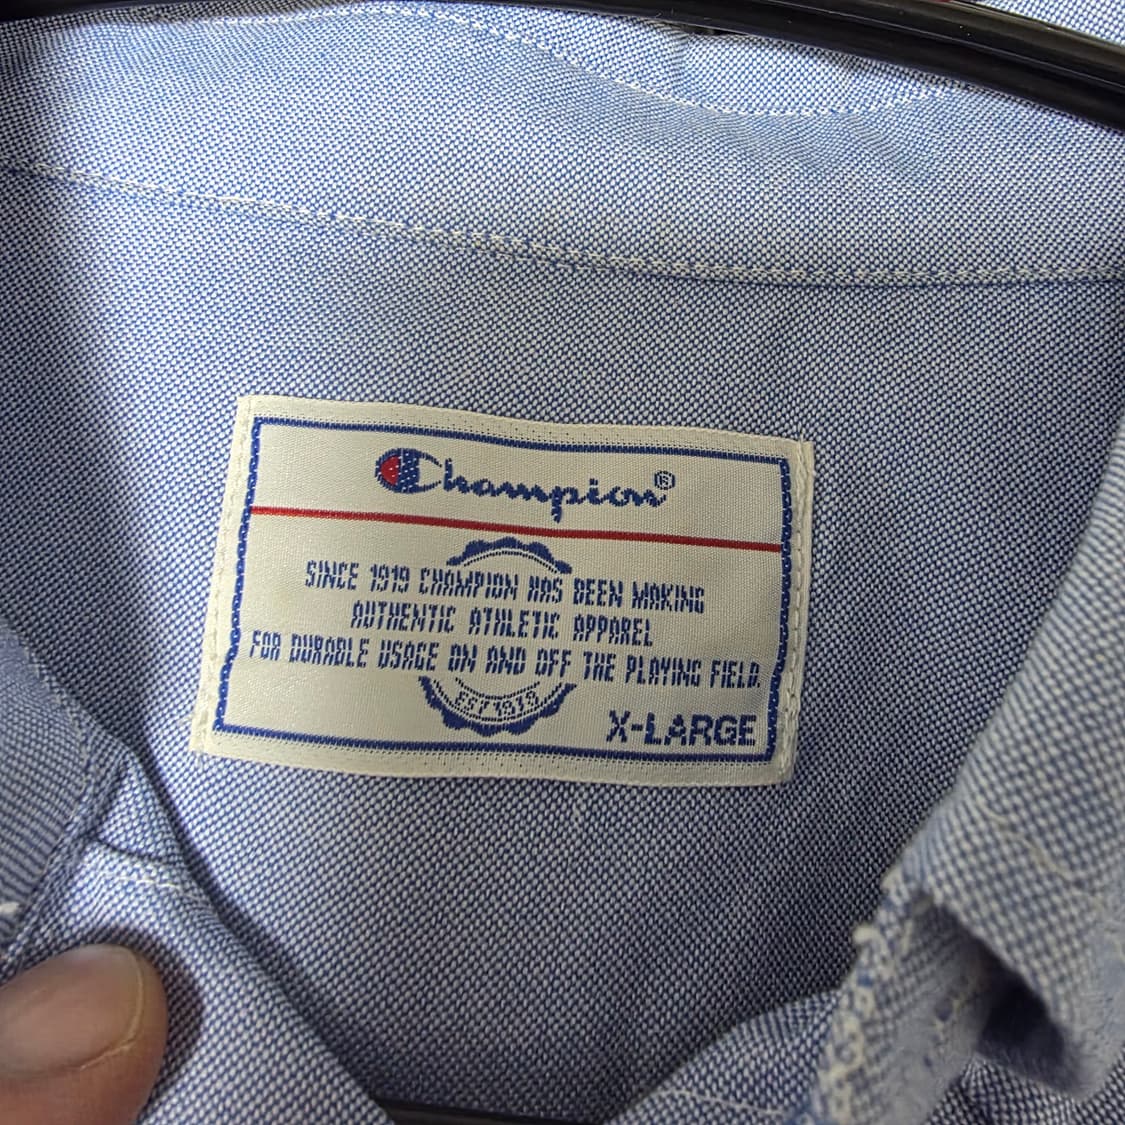 Champion®
SINCE 1919 CHAMPION HAS BEEN MAKING
AUTHENTIC ATHLETIC APPAREL
FOR DURABLE USAGE ON AND OFF THE PLAYING FIELD.
EST 1919
X-LARGE